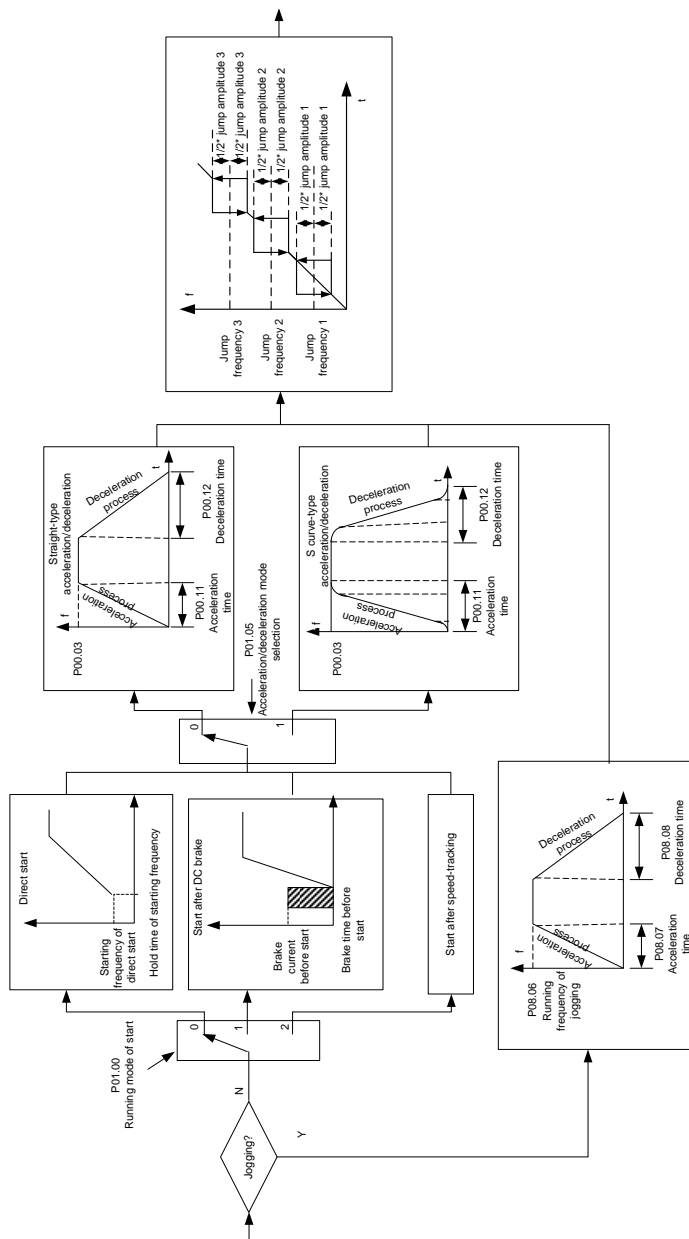 Jogging?
N
Y
P01.00
Running mode of start
0
1
2
Direct start
Starting
frequency of
direct start
Hold time of starting frequency
Start after DC brake
Brake
current
before start
Brake time before
start
Start after speed-tracking
0
1
P01.05
Acceleration/deceleration mode
selection
Straight-type
acceleration/deceleration
f
P00.03
Acceleration
process
Deceleration
process
t
P00.11
Acceleration
time
P00.12
Deceleration time
S curve-type
acceleration/deceleration
f
P00.03
Acceleration
process
Deceleration
process
t
P00.11
Acceleration
time
P00.12
Deceleration time
f
P08.06
Running
frequency of
jogging
Acceleration
process
Deceleration
process
t
P08.07
Acceleration
time
P08.08
Deceleration time
f
Jump
frequency 3
Jump
frequency 2
Jump
frequency 1
1/2* jump amplitude 3
1/2* jump amplitude 3
1/2* jump amplitude 2
1/2* jump amplitude 2
1/2* jump amplitude 1
1/2* jump amplitude 1
t